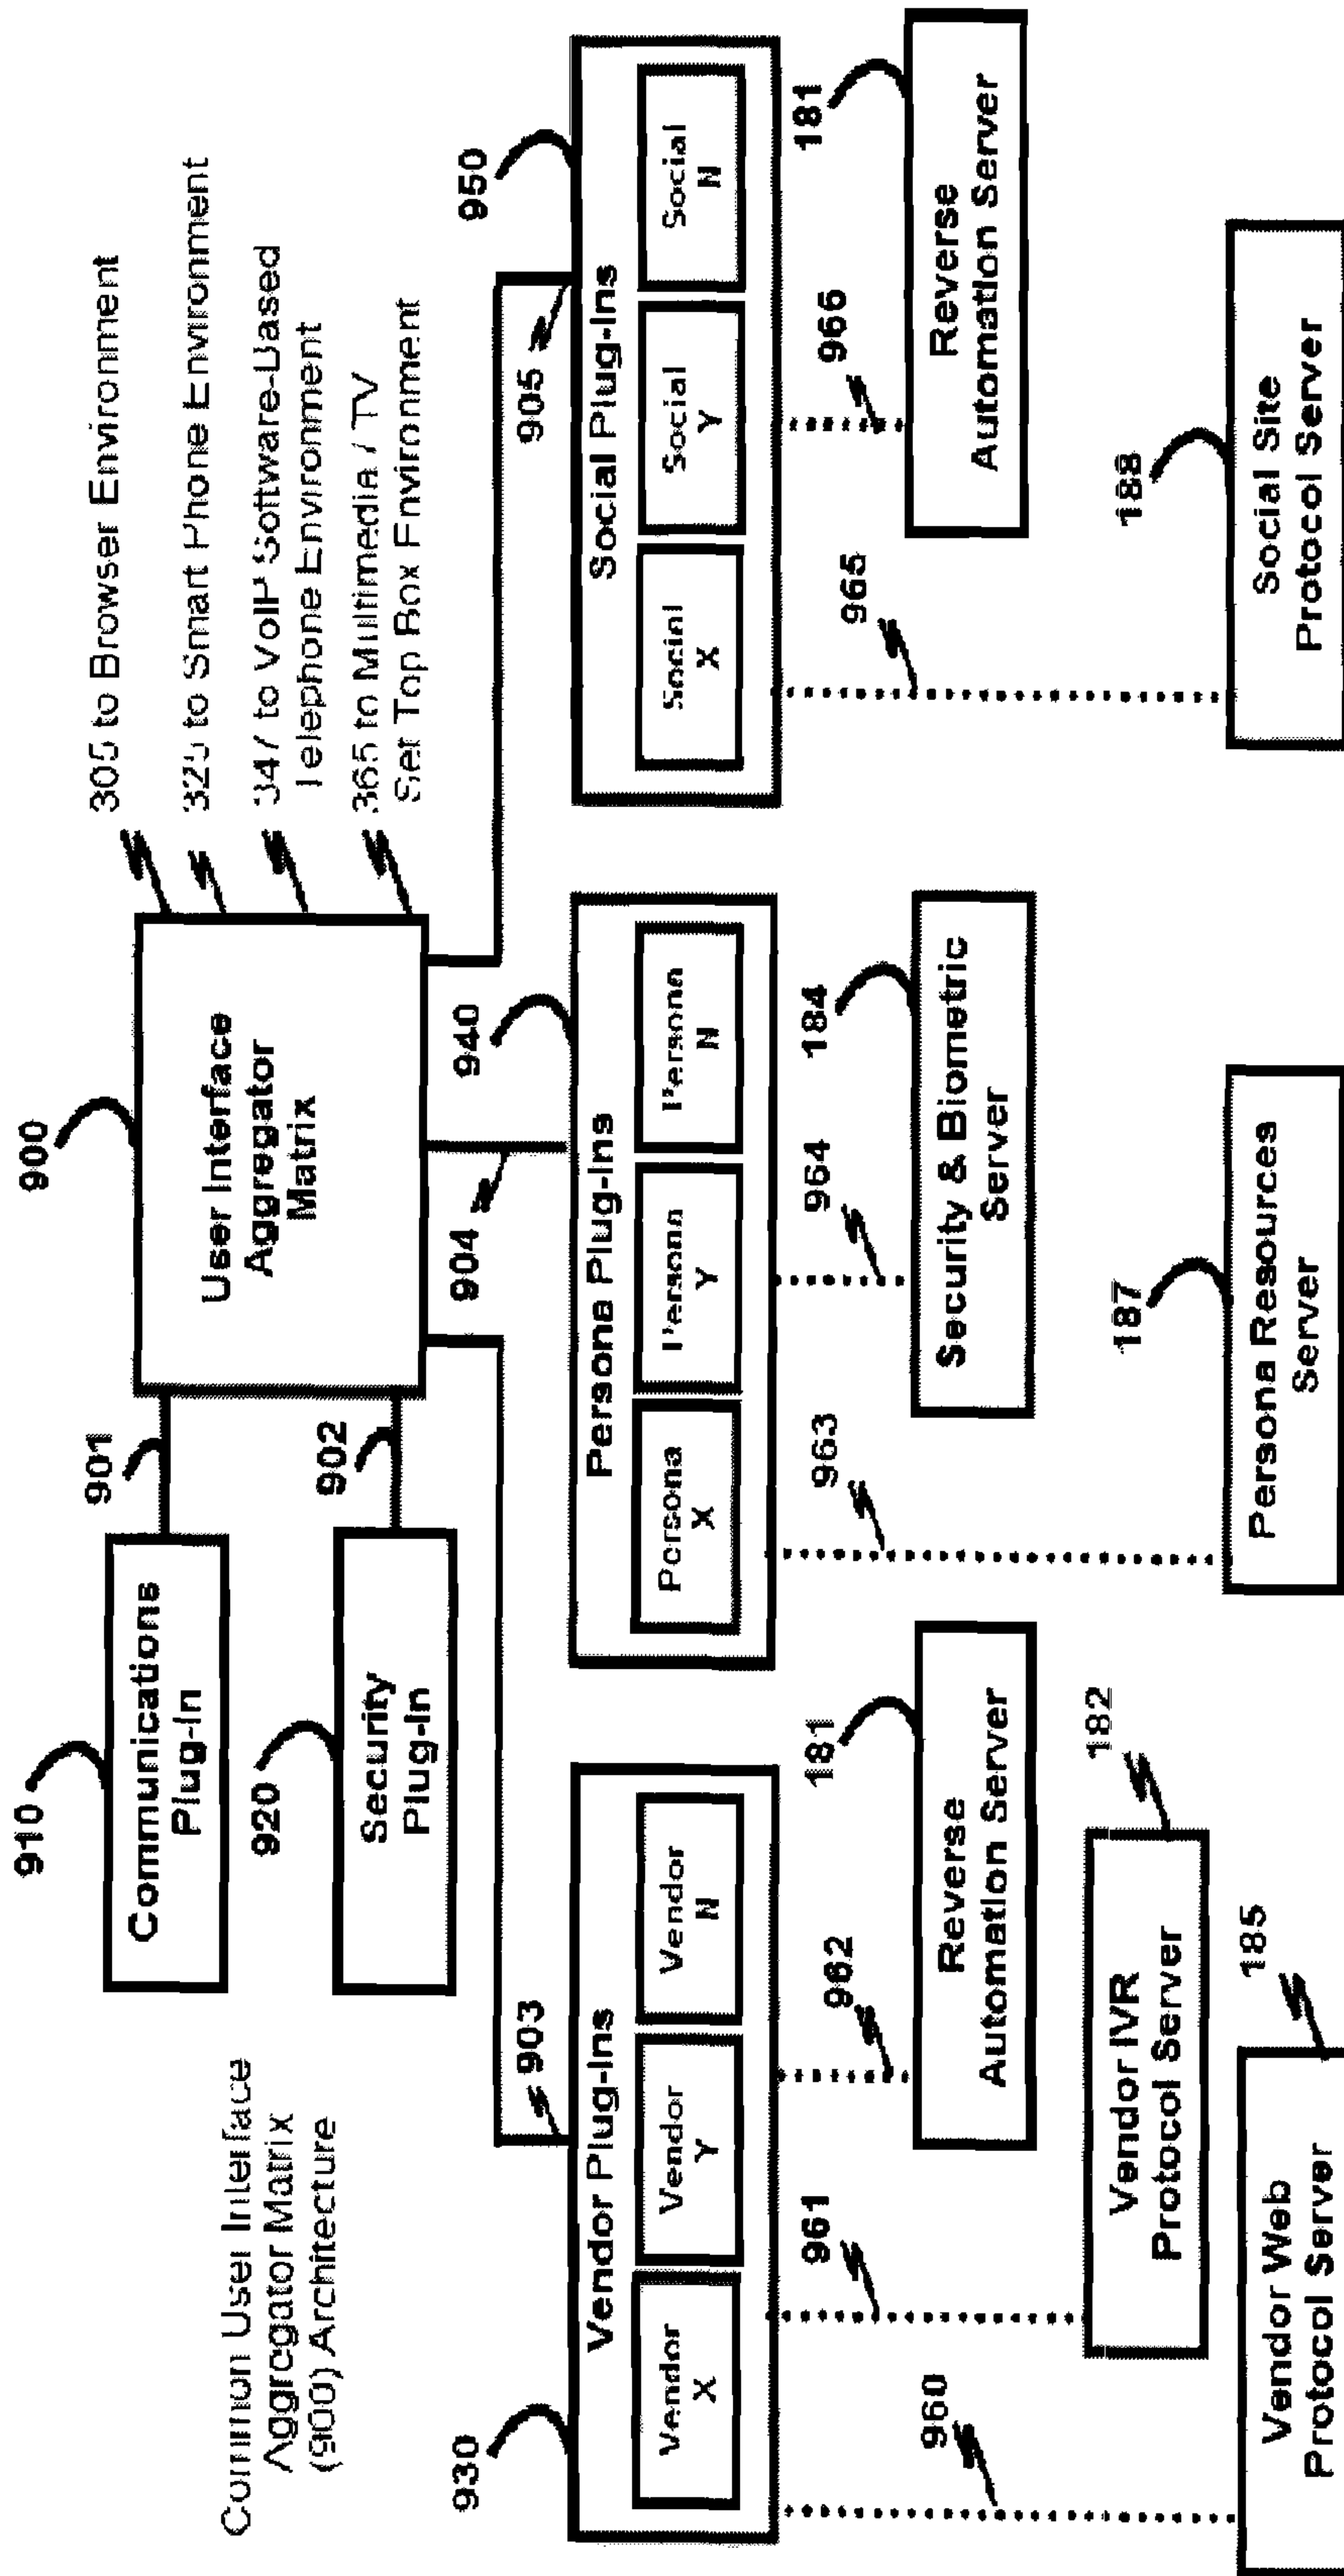 Common User Interface
Aggregator Matrix
(900) Architecture
910
Communications
Plug-In
901
920
Security
Plug-In
902
900
User Interface
Aggregator
Matrix
305 to Browser Environment
325 to Smart Phone Environment
347 to VoIP Software-Based
Telephone Environment
365 to Multimedia / TV
Set Top Box Environment
930
903
Vendor Plug-Ins
Vendor
X
Vendor
Y
Vendor
N
904
940
Persona Plug-Ins
Persona
X
Persona
Y
Persona
N
905
950
Social Plug-Ins
Social
X
Social
Y
Social
N
960
961
962
181
Reverse
Automation Server
182
Vendor IVR
Protocol Server
185
Vendor Web
Protocol Server
963
964
184
Security & Biometric
Server
187
Persona Resources
Server
965
966
181
Reverse
Automation Server
188
Social Site
Protocol Server